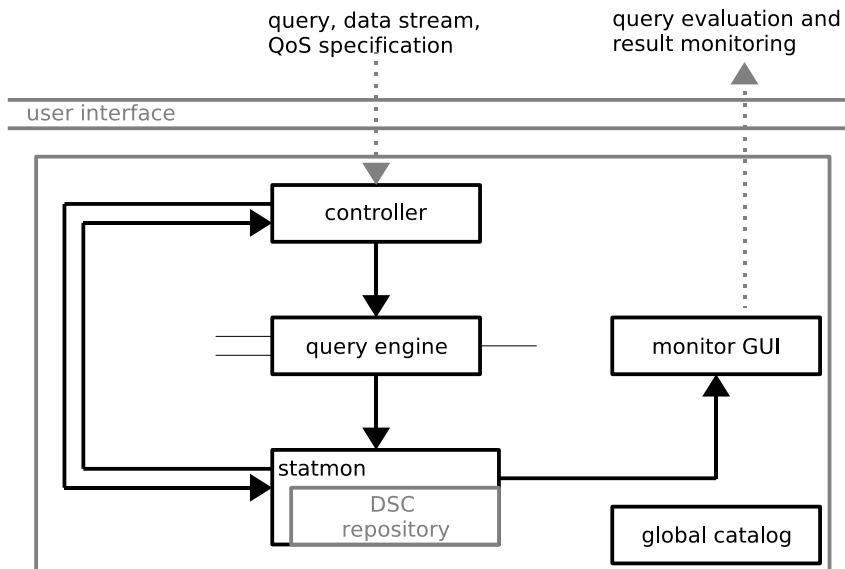 query, data stream,
QoS specification
query evaluation and
result monitoring
user interface
controller
query engine
monitor GUI
statmon
DSC
repository
global catalog